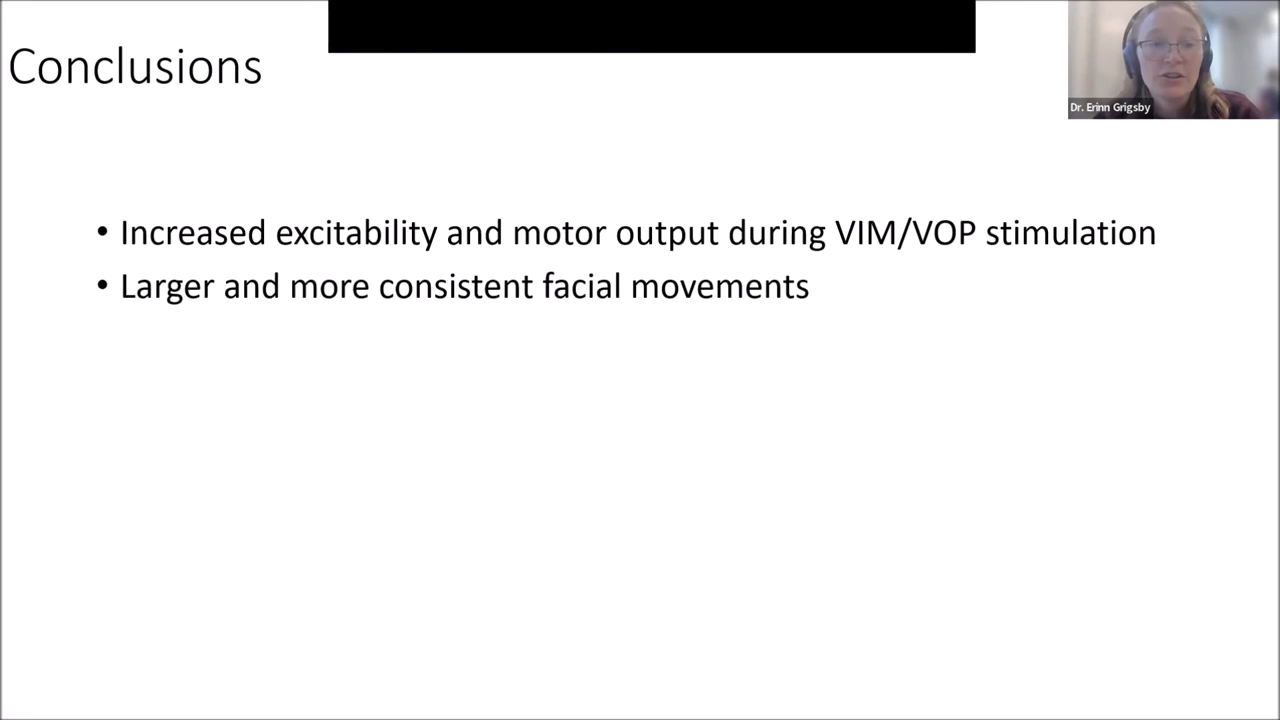 Conclusions
Dr. Erinn Grigsby
• Increased excitability and motor output during VIM/VOP stimulation
• Larger and more consistent facial movements